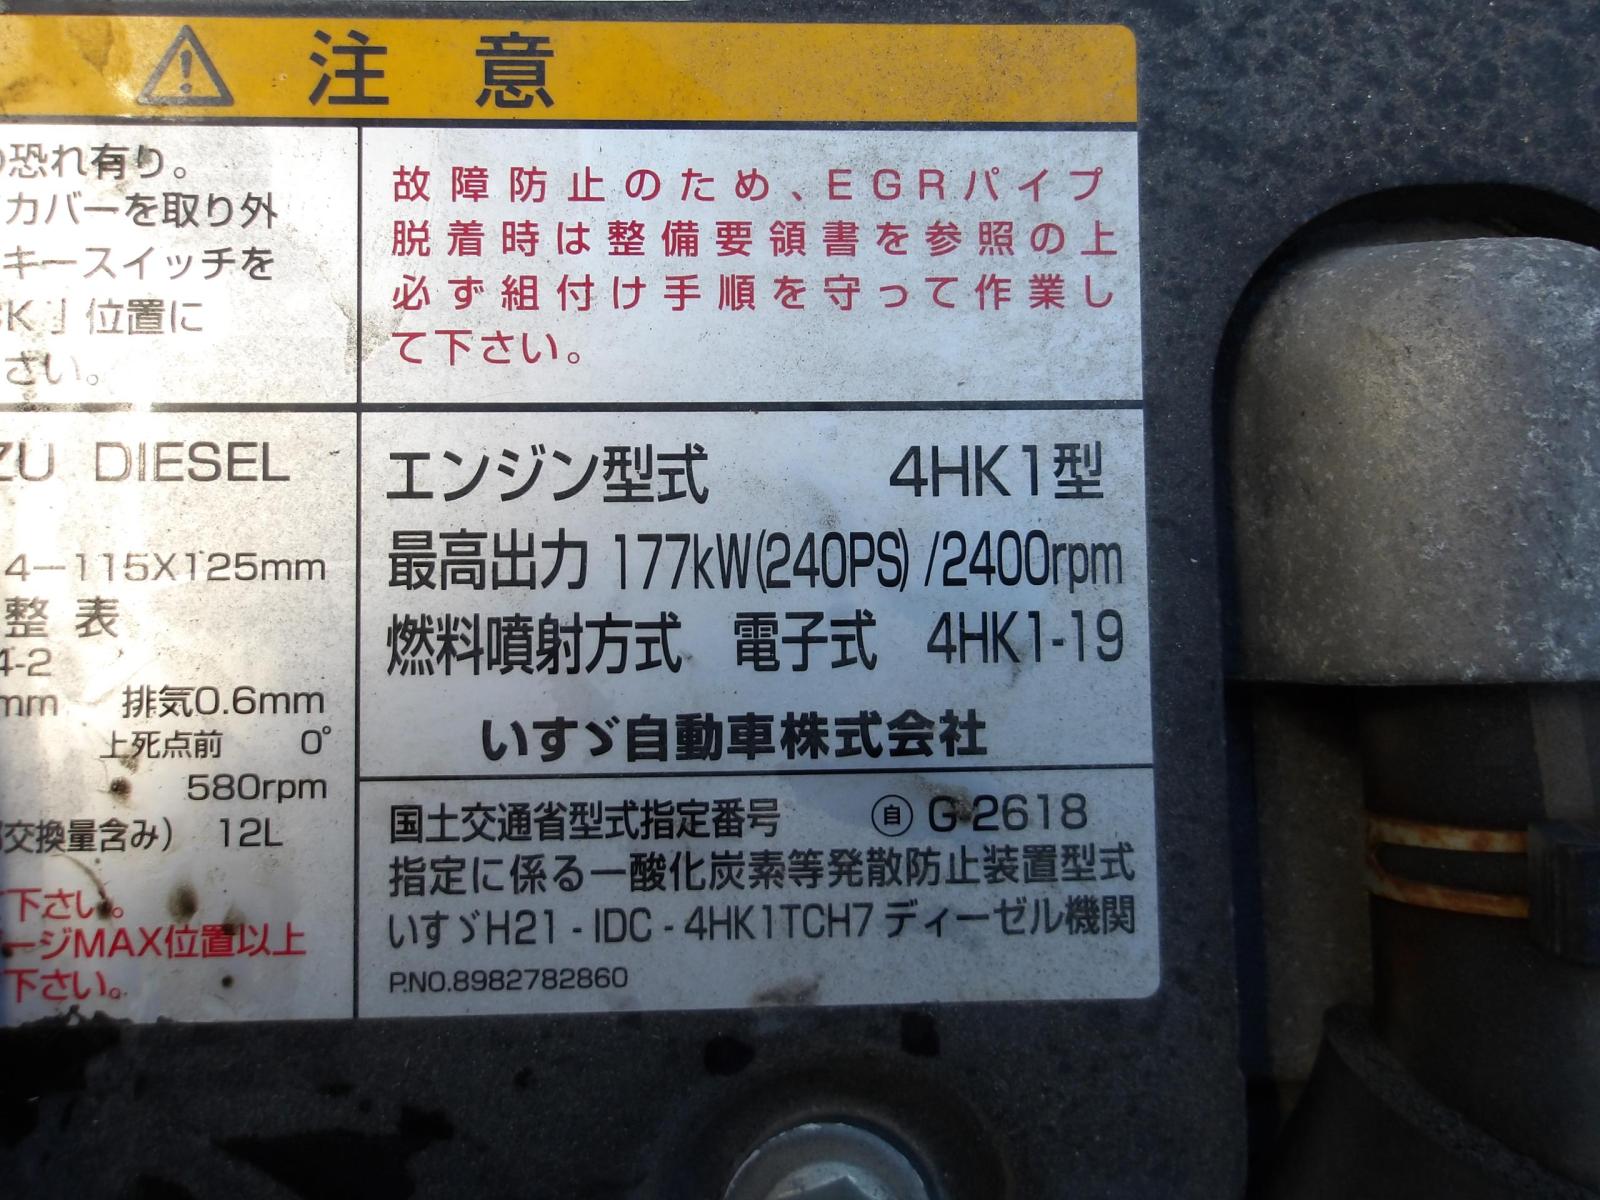 注意
恐れ有り。
カバーを取り外
キースイッチを
位置に
さい。
故障防止のため、EGRパイプ
脱着時は整備要領書を参照の上
必ず組付け手順を守って作業し
て下さい。
ZU DIESEL
4-115X125mm
整表
4-2
mm 排気0.6mm
上死点前 0°
580rpm
交換量含み) 12L
下さい。
ージMAX位置以上
下さい。
エンジン型式 4HK1型
最高出力 177kW(240PS)/2400rpm
燃料噴射方式 電子式 4HK1-19
いすゞ自動車株式会社
国土交通省型式指定番号 ㉂ G-2618
指定に係る一酸化炭素等発散防止装置型式
いすゞH21-IDC-4HK1TCH7ディーゼル機関
P.NO.8982782860